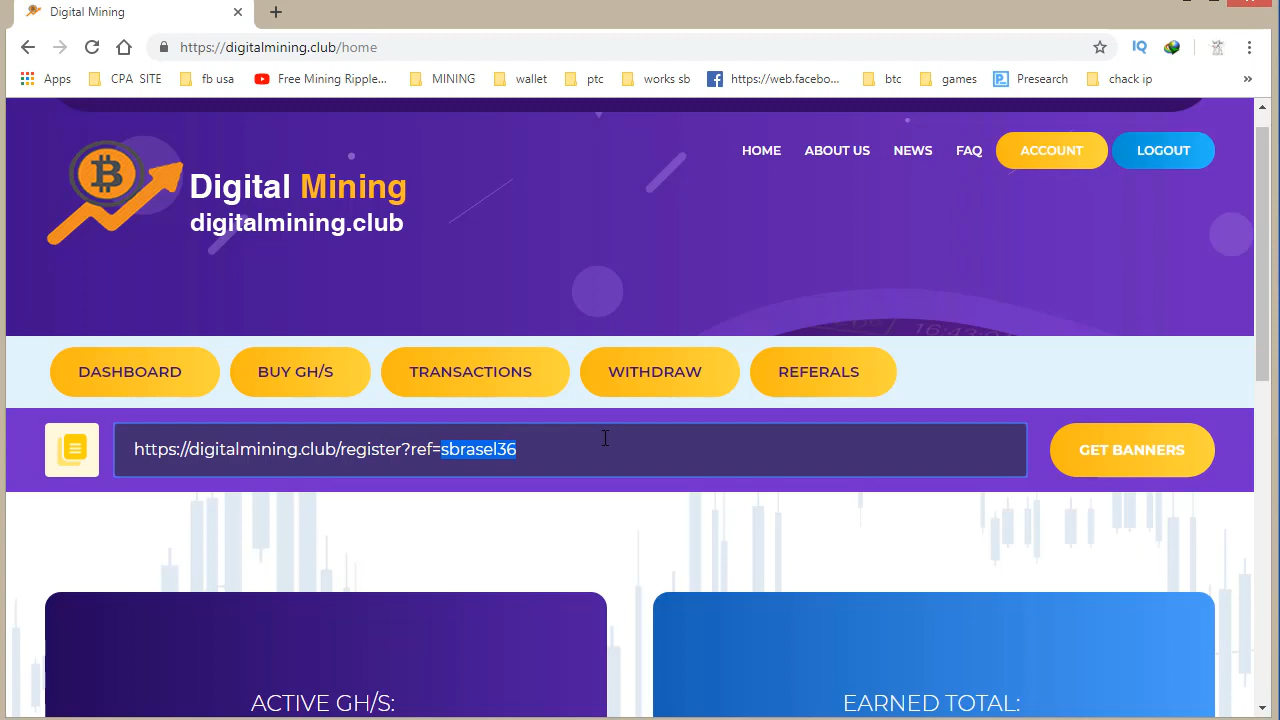 Digital Mining
https://digitalmining.club/home
IQ
Apps
CPA SITE
fb usa
Free Mining Ripple...
MINING
wallet
ptc
works sb
https://web.facebo...
btc
games
Presearch
chack ip
»
HOME
ABOUT US
NEWS
FAQ
ACCOUNT
LOGOUT
Digital Mining
digitalmining.club
DASHBOARD
BUY GH/S
TRANSACTIONS
WITHDRAW
REFERALS
https://digitalmining.club/register?ref=sbrasel36
GET BANNERS
ACTIVE GH/S:
EARNED TOTAL: